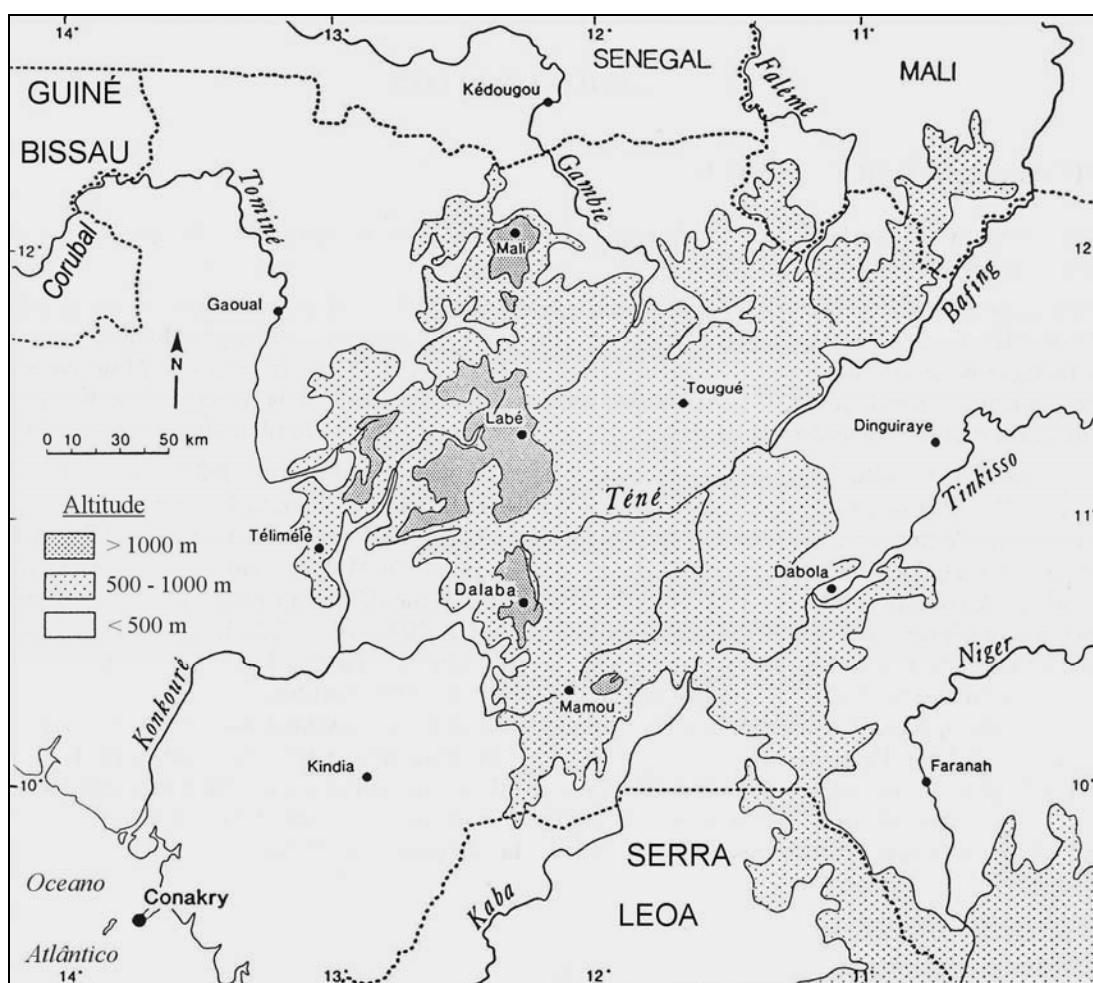 14°
13°
12°
11°
GUINÉ
BISSAU
SENEGAL
MALI
Kédougou
Falémé
Gambie
Tominé
Corubal
12°
12°
Mali
Bafing
Gaoual
N
Tougué
Labé
Dinguiraye
0 10 30 50 km
Tinkisso
Altitude
Téné
11°
Télimélé
> 1000 m
500 - 1000 m
< 500 m
Dabola
Dalaba
Niger
Konkouré
Mamou
Kindia
Faranah
10°
10°
SERRA
LEOA
Kaba
Oceano
Conakry
Atlântico
14°
13°
12°
11°